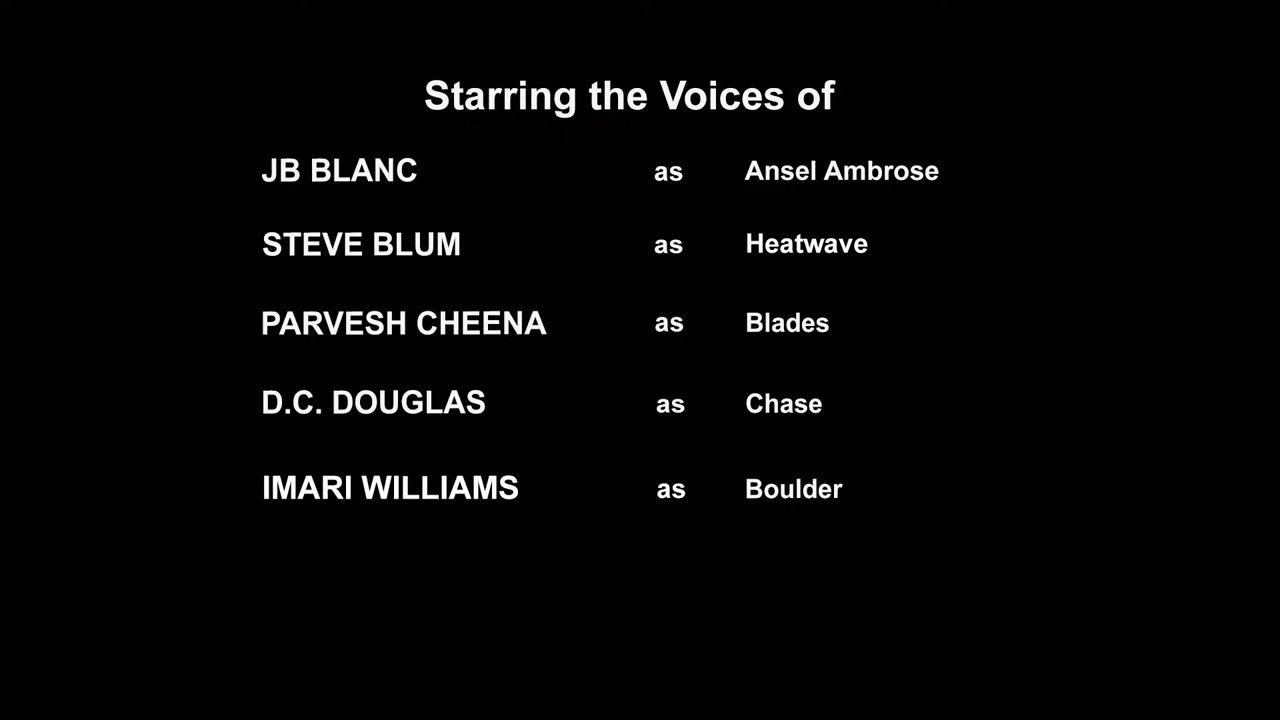 Starring the Voices of
JB BLANC as Ansel Ambrose
STEVE BLUM as Heatwave
PARVESH CHEENA as Blades
D.C. DOUGLAS as Chase
IMARI WILLIAMS as Boulder